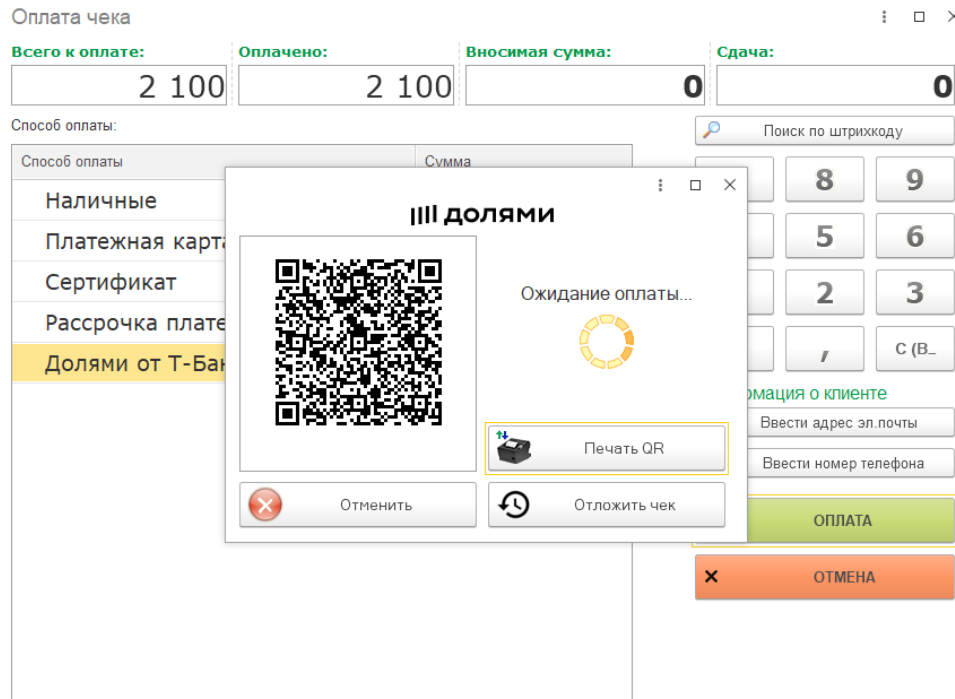 Оплата чека
Всего к оплате: Оплачено: Вносимая сумма: Сдача:
2 100 2 100 0 0
Способ оплаты:
Поиск по штрихкоду
Способ оплаты Сумма
Наличные
Платежная карт
Сертификат
Рассрочка плате
Долями от Т-Бан
долями
Ожидание оплаты...
Печать QR
Отменить
Отложить чек
8 9
5 6
2 3
, C (В_
мация о клиенте
Ввести адрес эл.почты
Ввести номер телефона
ОПЛАТА
ОТМЕНА